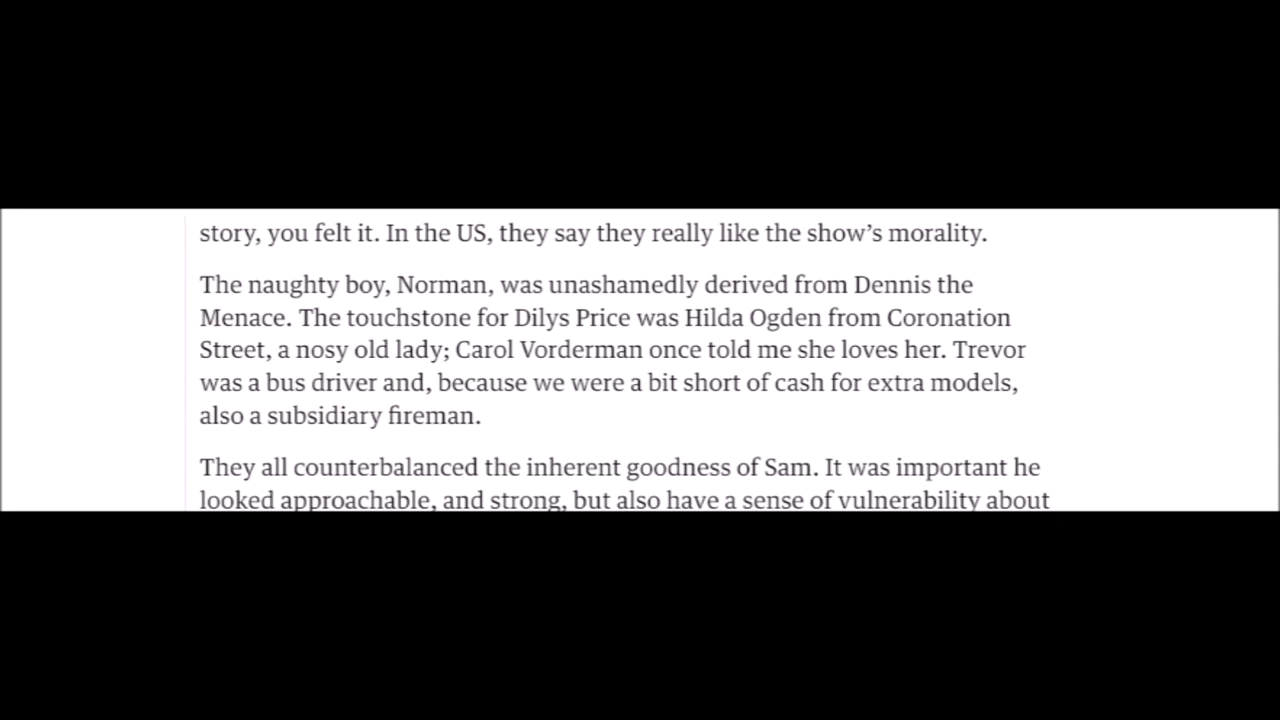 story, you felt it. In the US, they say they really like the show’s morality.
The naughty boy, Norman, was unashamedly derived from Dennis the
Menace. The touchstone for Dilys Price was Hilda Ogden from Coronation
Street, a nosy old lady; Carol Vorderman once told me she loves her. Trevor
was a bus driver and, because we were a bit short of cash for extra models,
also a subsidiary fireman.
They all counterbalanced the inherent goodness of Sam. It was important he
looked approachable, and strong, but also have a sense of vulnerability about